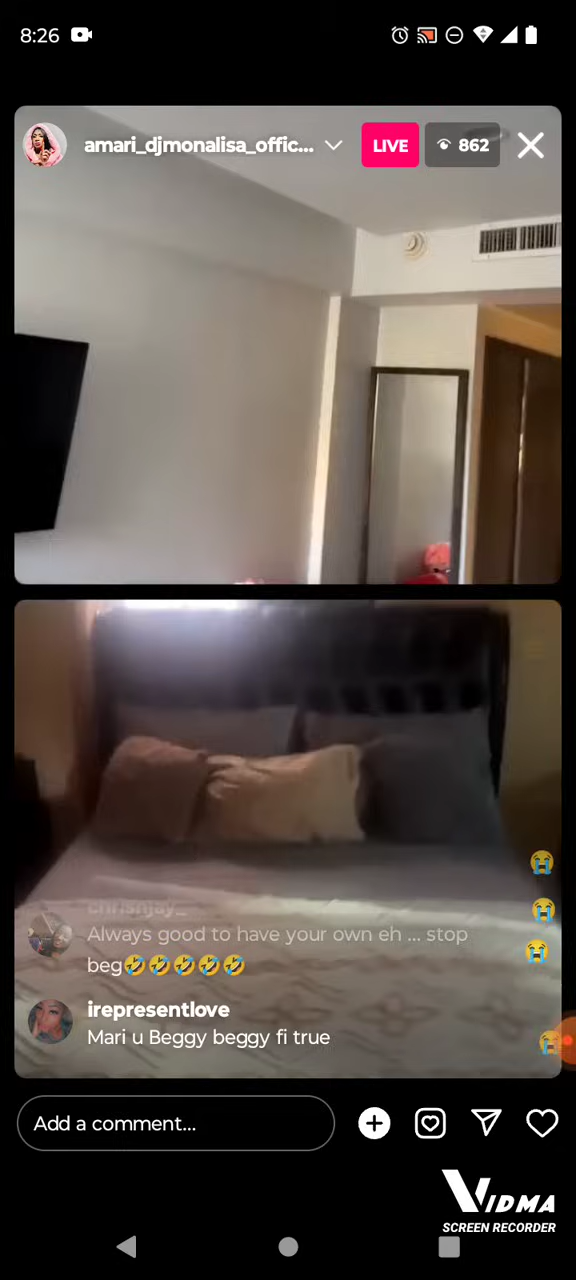 8:26
amari_djmonalisa_offic...
LIVE
862
chrisnjay_
Always good to have your own eh ... stop
beg🤣🤣🤣🤣🤣
irepresentlove
Mari u Beggy beggy fi true
Add a comment...
VIDMA
SCREEN RECORDER